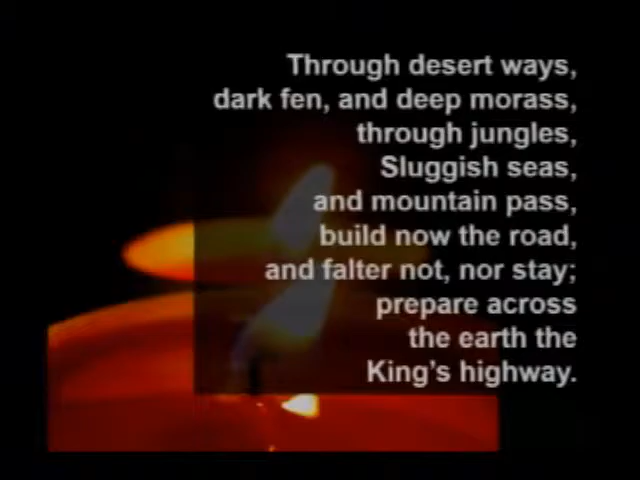 Through desert ways,
dark fen, and deep morass,
through jungles,
Sluggish seas,
and mountain pass,
build now the road,
and falter not, nor stay;
prepare across
the earth the
King's highway.